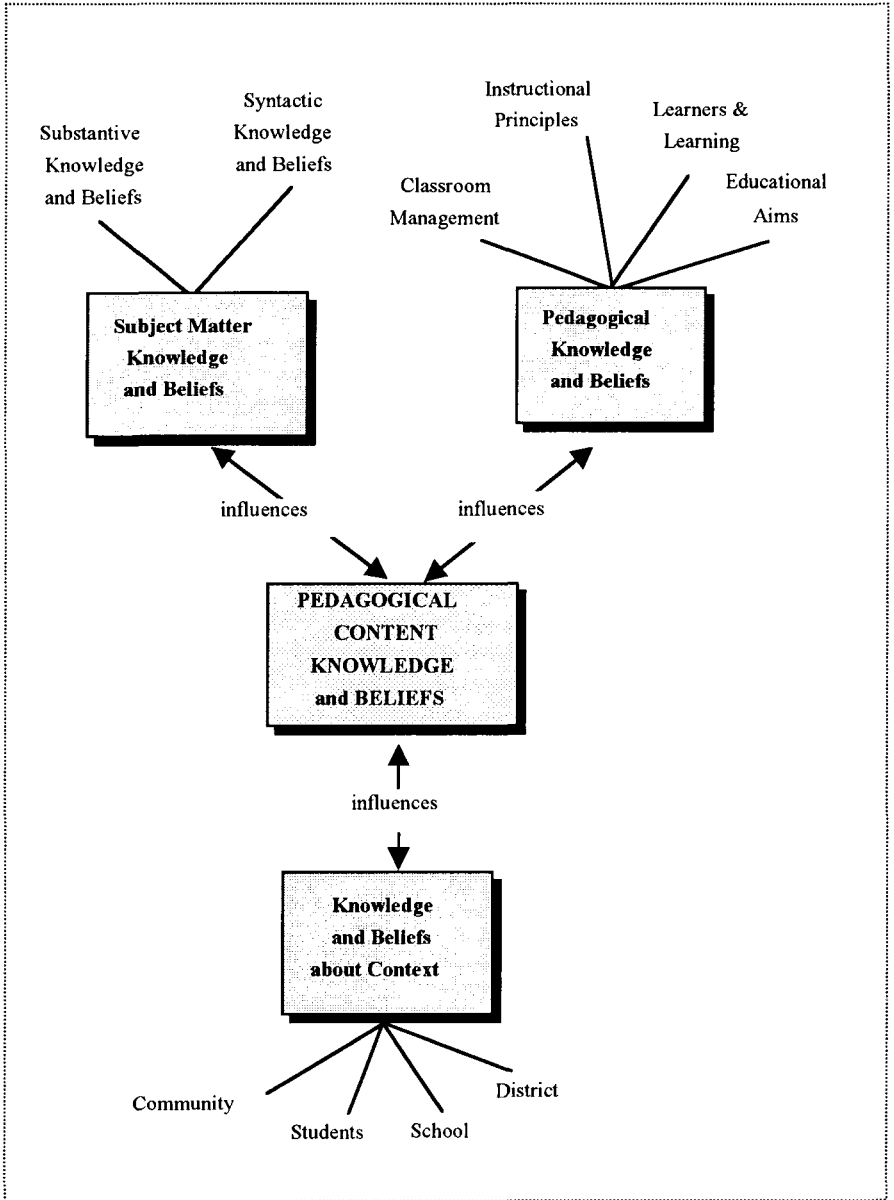 Substantive
Knowledge
and Beliefs
Syntactic
Knowledge
and Beliefs
Classroom
Management
Instructional
Principles
Learners &
Learning
Educational
Aims
Subject Matter
Knowledge
and Beliefs
Pedagogical
Knowledge
and Beliefs
influences
influences
PEDAGOGICAL
CONTENT
KNOWLEDGE
and BELIEFS
influences
Knowledge
and Beliefs
about Context
Community
Students
School
District